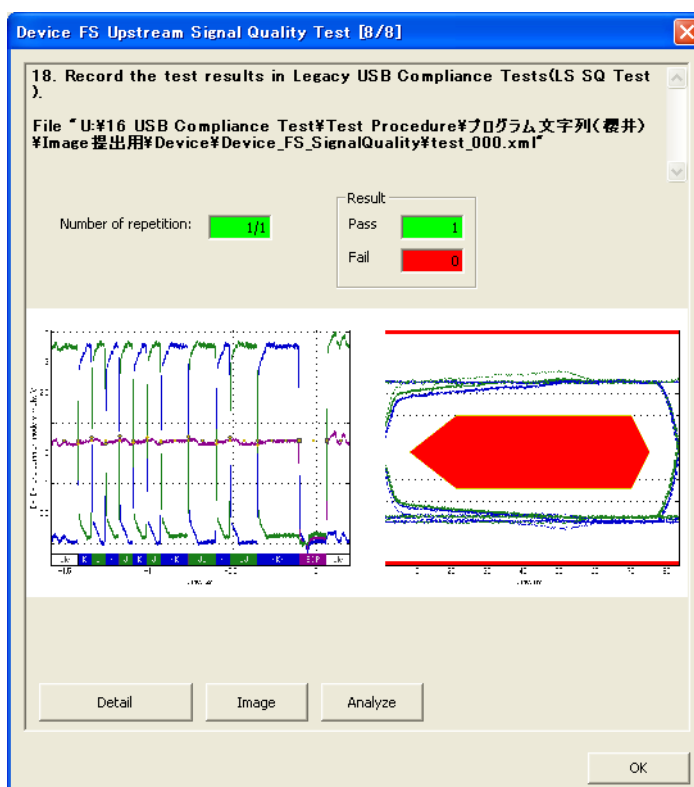 Device FS Upstream Signal Quality Test [8/8]
18. Record the test results in Legacy USB Compliance Tests(LS SQ Test
).
File "U:¥16 USB Compliance Test¥Test Procedure¥プログラム文字列(櫻井)
¥Image提出用¥Device¥Device_FS_SignalQuality¥test_000.xml"
Result
Number of repetition: 1/1
Pass 1
Fail 0
Detail Image Analyze
OK